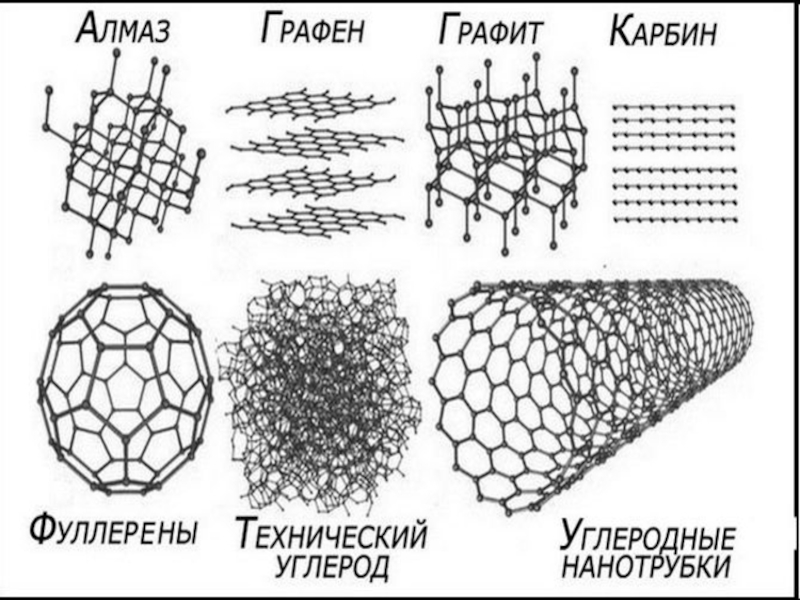 АЛМАЗ ГРАФЕН ГРАФИТ КАРБИН
ФУЛЛЕРЕНЫ
ТЕХНИЧЕСКИЙ
УГЛЕРОД
УГЛЕРОДНЫЕ
НАНОТРУБКИ